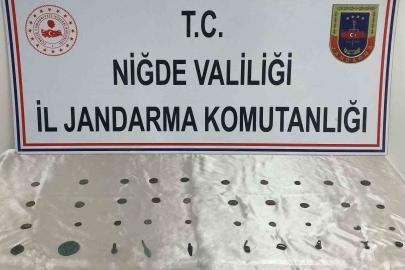 T.C.
NİĞDE VALİLİĞİ
İL JANDARMA KOMUTANLIĞI